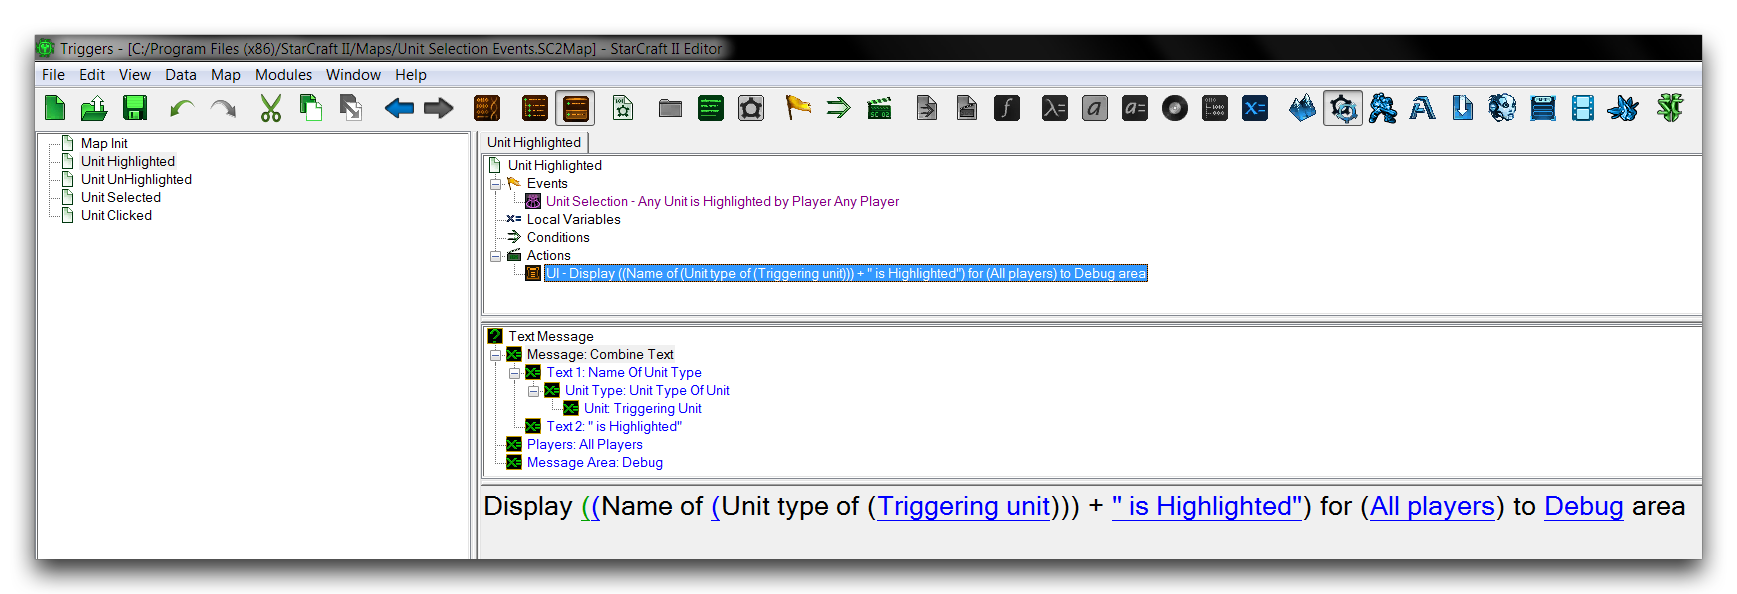 Triggers - [C:/Program Files (x86)/StarCraft II/Maps/Unit Selection Events.SC2Map] - StarCraft II Editor
File Edit View Data Map Modules Window Help
Map Init
Unit Highlighted
Unit UnHighlighted
Unit Selected
Unit Clicked
Unit Highlighted
Unit Highlighted
Events
Unit Selection - Any Unit is Highlighted by Player Any Player
x= Local Variables
Conditions
Actions
UI - Display ((Name of (Unit type of (Triggering unit))) + " is Highlighted") for (All players) to Debug area
Text Message
Message: Combine Text
Text 1: Name Of Unit Type
Unit Type: Unit Type Of Unit
Unit: Triggering Unit
Text 2: " is Highlighted"
Players: All Players
Message Area: Debug
Display ((Name of (Unit type of (Triggering unit))) + " is Highlighted") for (All players) to Debug area